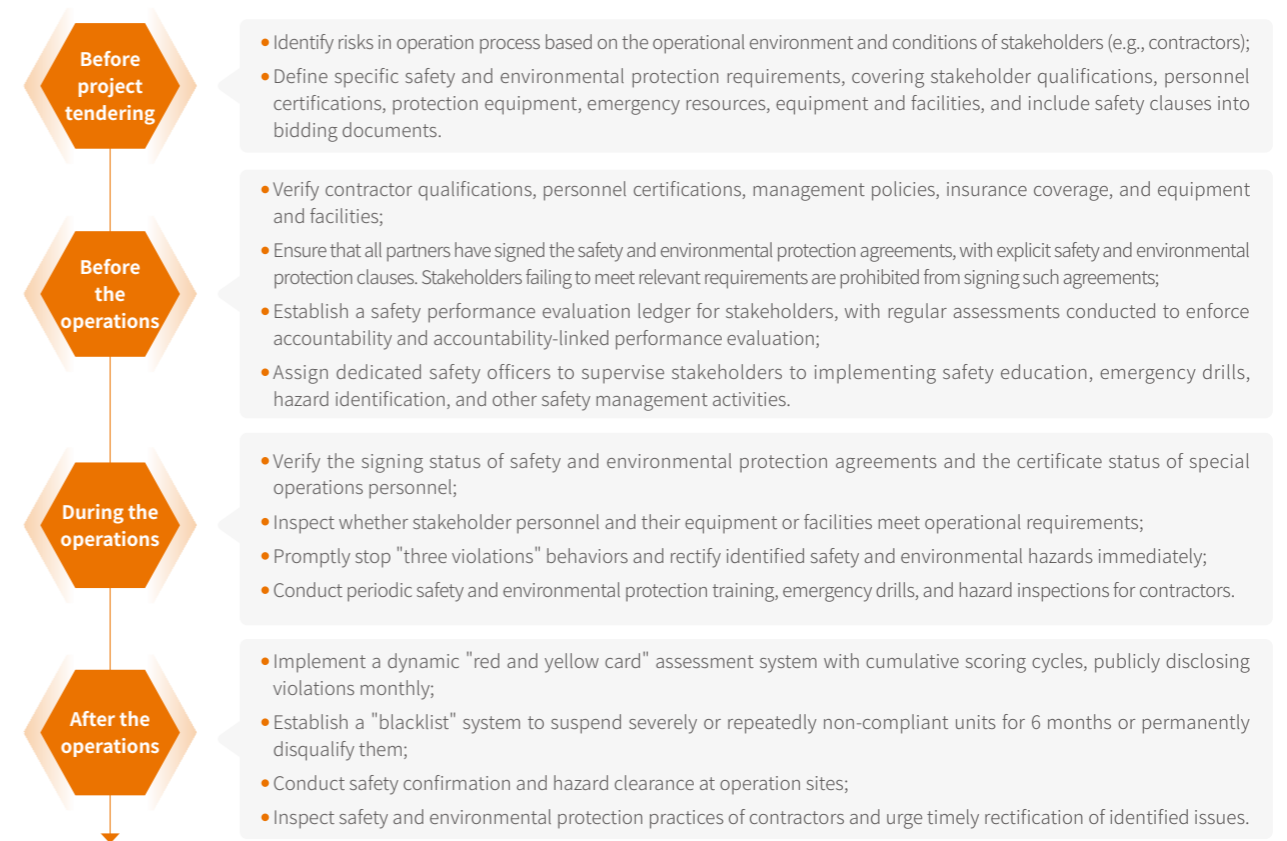 Before
project
tendering
• Identify risks in operation process based on the operational environment and conditions of stakeholders (e.g., contractors);
• Define specific safety and environmental protection requirements, covering stakeholder qualifications, personnel
certifications, protection equipment, emergency resources, equipment and facilities, and include safety clauses into
bidding documents.
Before
the
operations
• Verify contractor qualifications, personnel certifications, management policies, insurance coverage, and equipment
and facilities;
• Ensure that all partners have signed the safety and environmental protection agreements, with explicit safety and environmental
protection clauses. Stakeholders failing to meet relevant requirements are prohibited from signing such agreements;
• Establish a safety performance evaluation ledger for stakeholders, with regular assessments conducted to enforce
accountability and accountability-linked performance evaluation;
• Assign dedicated safety officers to supervise stakeholders to implementing safety education, emergency drills,
hazard identification, and other safety management activities.
During the
operations
• Verify the signing status of safety and environmental protection agreements and the certificate status of special
operations personnel;
• Inspect whether stakeholder personnel and their equipment or facilities meet operational requirements;
• Promptly stop "three violations" behaviors and rectify identified safety and environmental hazards immediately;
• Conduct periodic safety and environmental protection training, emergency drills, and hazard inspections for contractors.
After the
operations
• Implement a dynamic "red and yellow card" assessment system with cumulative scoring cycles, publicly disclosing
violations monthly;
• Establish a "blacklist" system to suspend severely or repeatedly non-compliant units for 6 months or permanently
disqualify them;
• Conduct safety confirmation and hazard clearance at operation sites;
• Inspect safety and environmental protection practices of contractors and urge timely rectification of identified issues.